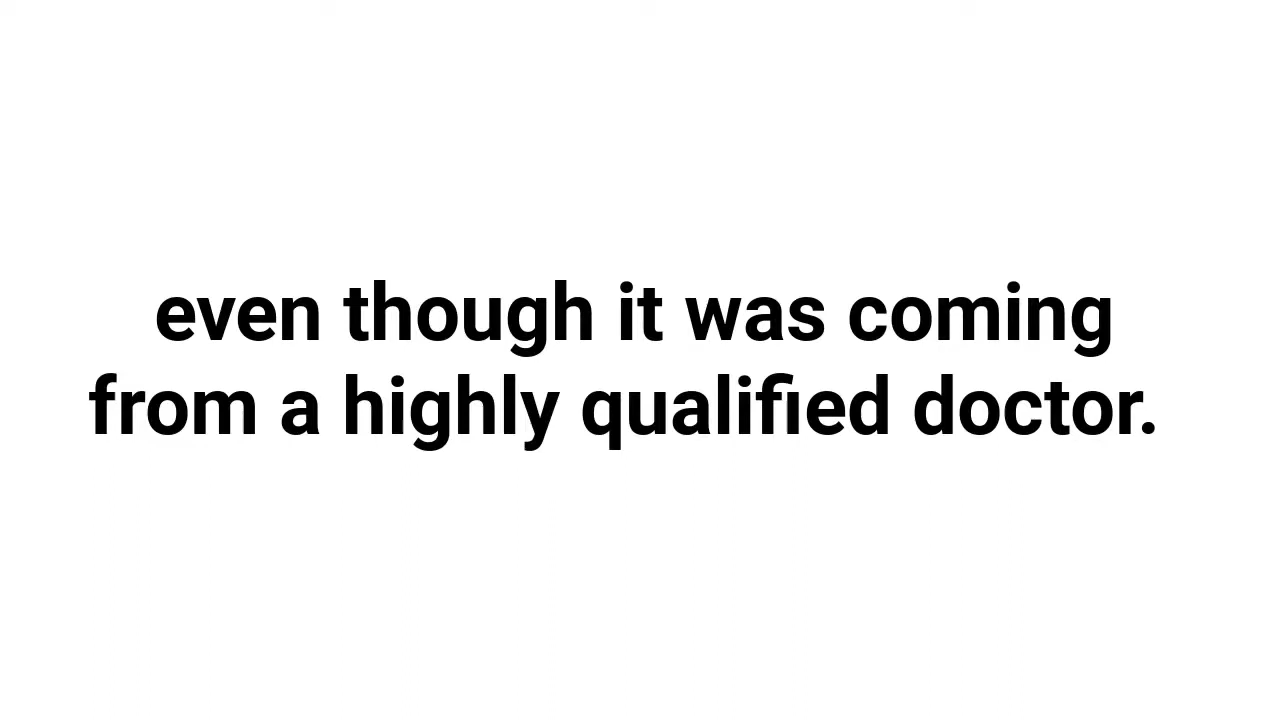 even though it was coming
from a highly qualified doctor.